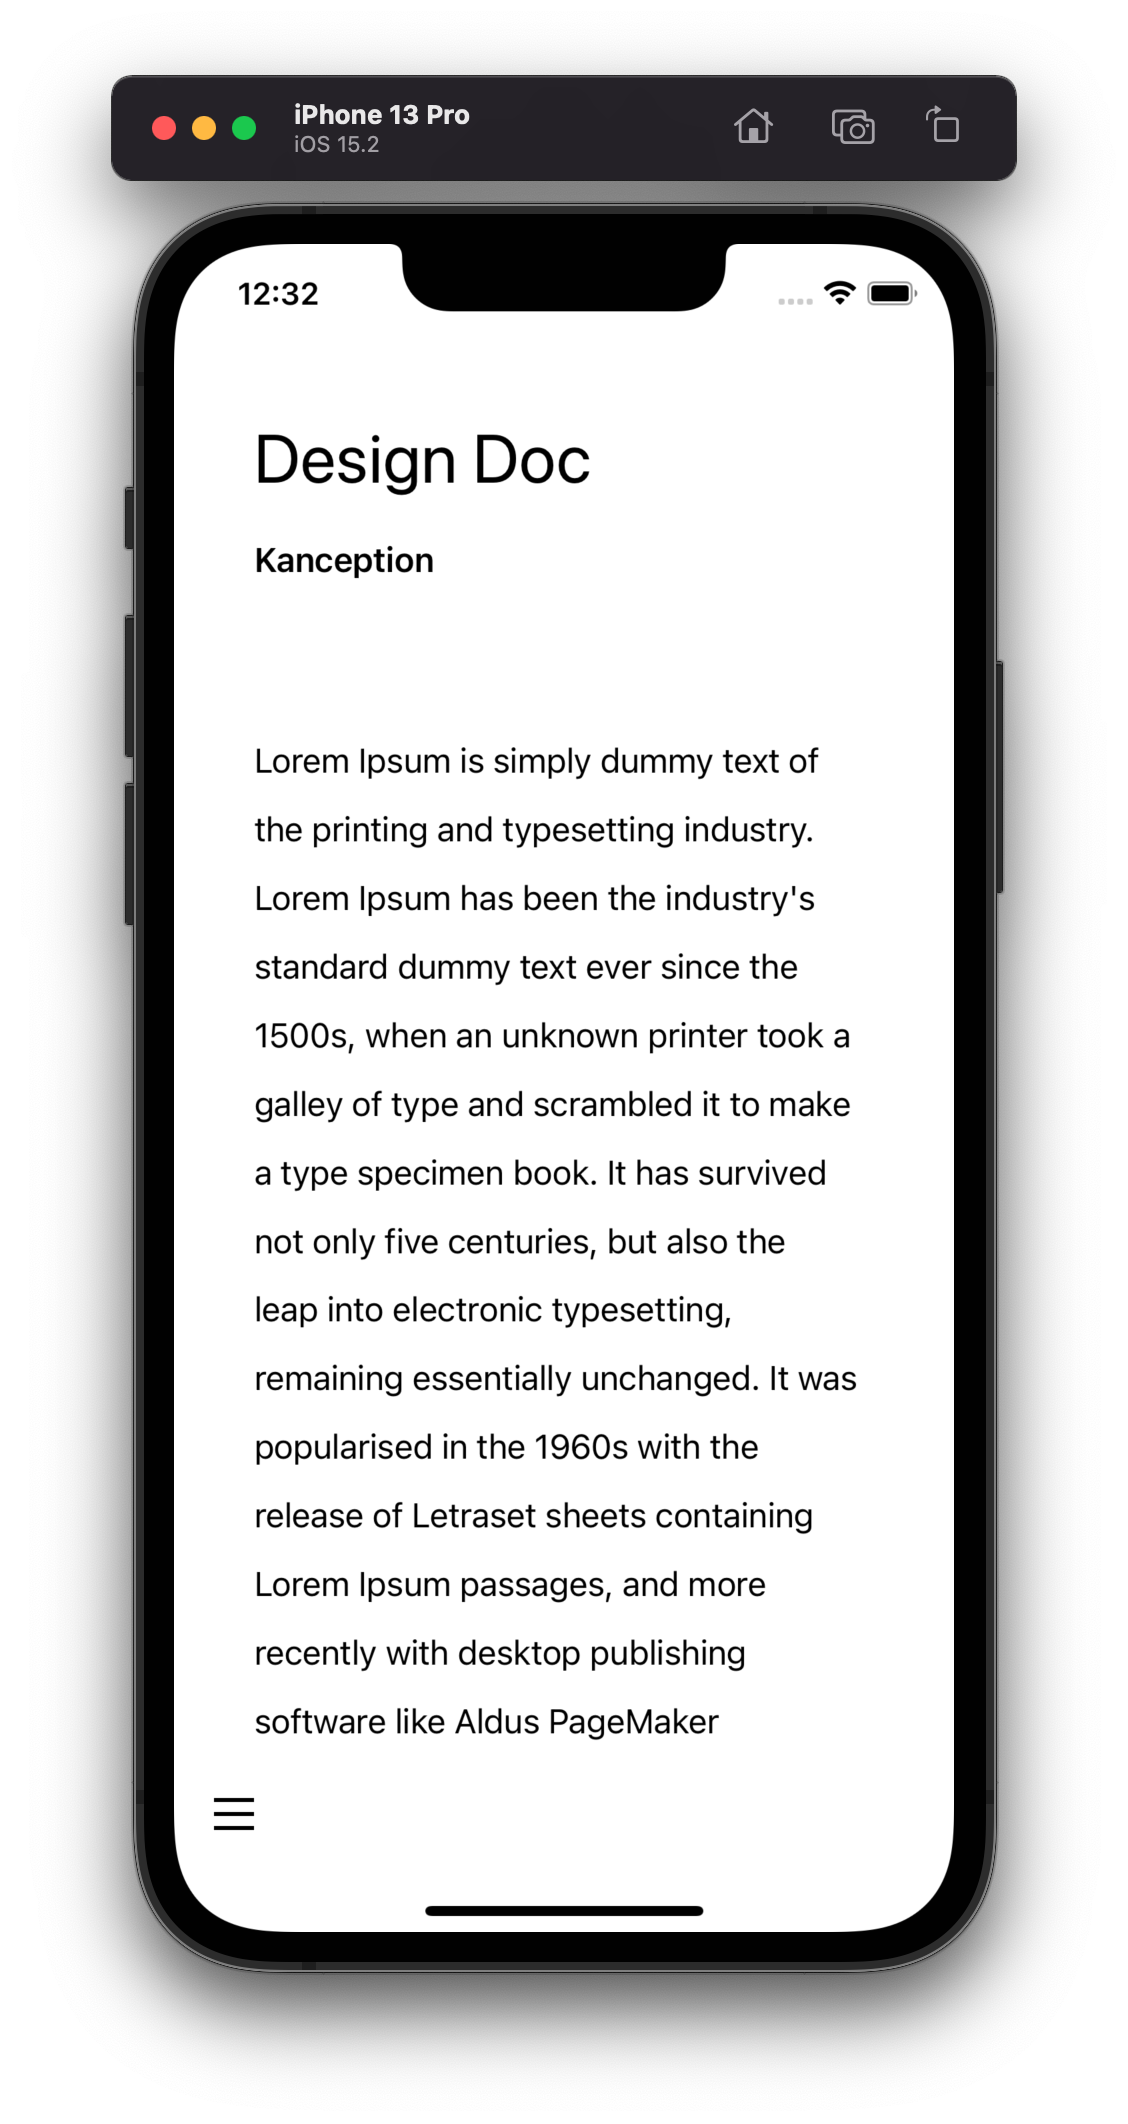 iPhone 13 Pro
iOS 15.2
12:32
Design Doc
Kanception
Lorem Ipsum is simply dummy text of
the printing and typesetting industry.
Lorem Ipsum has been the industry's
standard dummy text ever since the
1500s, when an unknown printer took a
galley of type and scrambled it to make
a type specimen book. It has survived
not only five centuries, but also the
leap into electronic typesetting,
remaining essentially unchanged. It was
popularised in the 1960s with the
release of Letraset sheets containing
Lorem Ipsum passages, and more
recently with desktop publishing
software like Aldus PageMaker